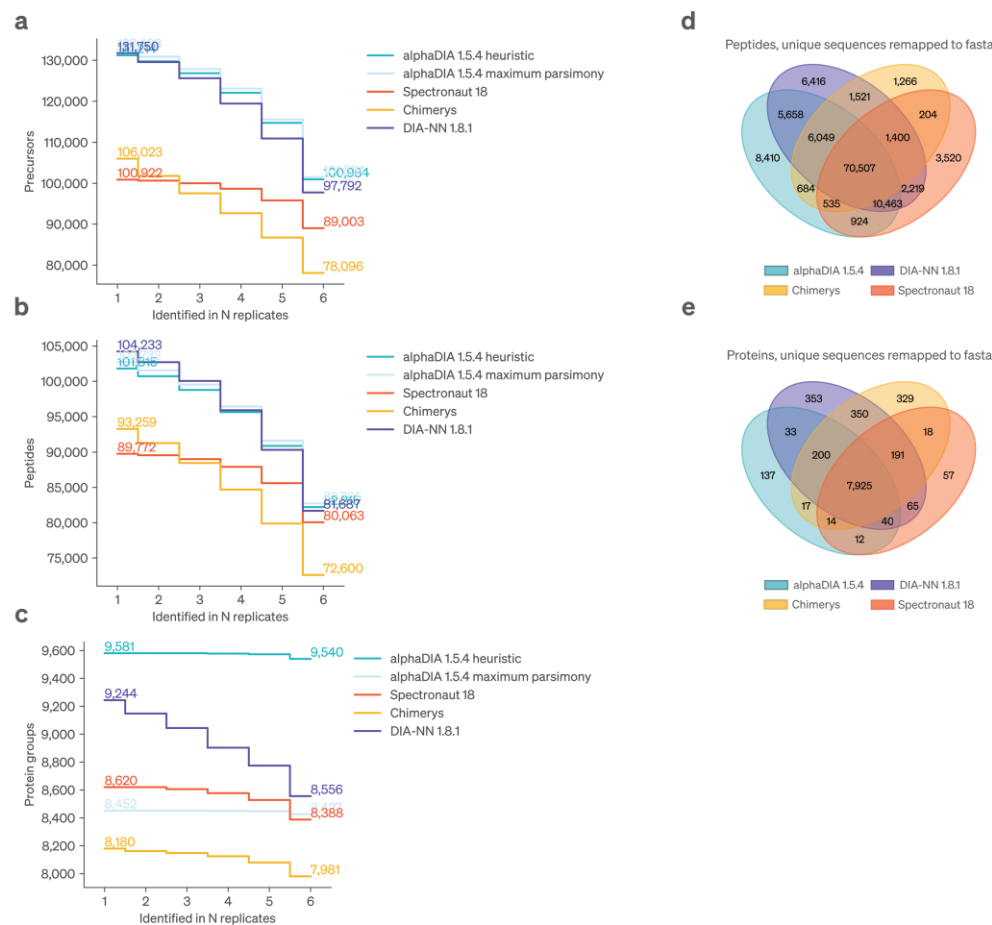 a
131,750
130,000
120,000
110,000
100,000
90,000
80,000
Precursors
106,023
100,922
100,984
97,792
89,003
78,096
1 2 3 4 5 6
Identified in N replicates
alphaDIA 1.5.4 heuristic
alphaDIA 1.5.4 maximum parsimony
Spectronaut 18
Chimerys
DIA-NN 1.8.1
b
105,000
100,000
95,000
90,000
85,000
80,000
75,000
Peptides
104,233
101,815
93,259
89,772
81,687
80,063
72,600
1 2 3 4 5 6
Identified in N replicates
alphaDIA 1.5.4 heuristic
alphaDIA 1.5.4 maximum parsimony
Spectronaut 18
Chimerys
DIA-NN 1.8.1
c
9,600
9,400
9,200
9,000
8,800
8,600
8,400
8,200
8,000
Protein groups
9,581
9,540
9,244
8,556
8,620
8,452
8,388
8,180
7,981
1 2 3 4 5 6
Identified in N replicates
alphaDIA 1.5.4 heuristic
alphaDIA 1.5.4 maximum parsimony
Spectronaut 18
Chimerys
DIA-NN 1.8.1
d
Peptides, unique sequences remapped to fasta
6,416 1,266
5,658 1,521 204
8,410 6,049 1,400 3,520
70,507
684 2,219
535 10,463
924
alphaDIA 1.5.4 DIA-NN 1.8.1
Chimerys Spectronaut 18
e
Proteins, unique sequences remapped to fasta
353 329
33 350 18
137 200 191 57
7,925
17 65
14 40
12
alphaDIA 1.5.4 DIA-NN 1.8.1
Chimerys Spectronaut 18